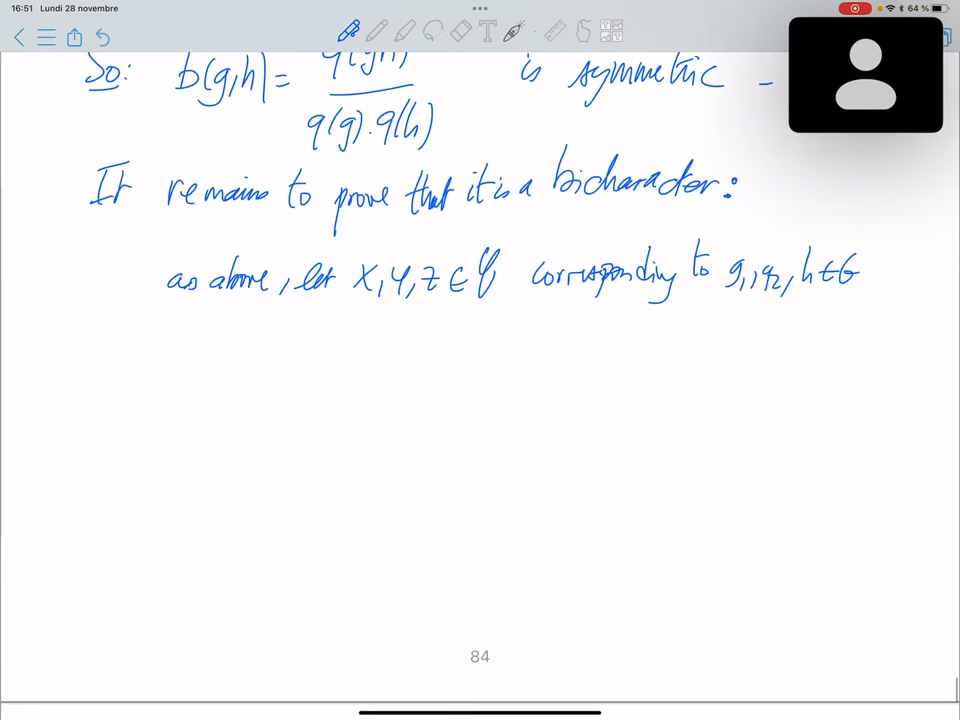 16:51 Lundi 28 novembre
64 %
So: b(g,h) = q(gh) / q(g).q(h) is symmetric -
It remains to prove that it is a bicharacter:
as above, let X, Y, Z ∈ 𝒞 corresponding to g₁, g₂, h ∈ G
84